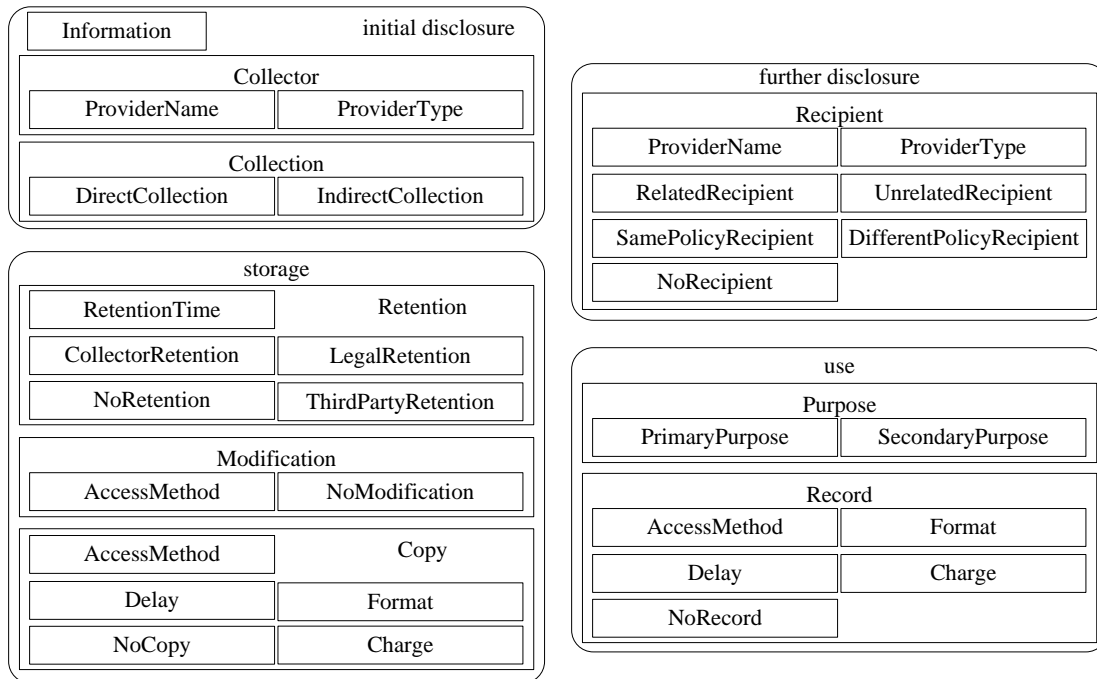 Information
initial disclosure
Collector
ProviderName ProviderType
Collection
DirectCollection IndirectCollection
storage
RetentionTime Retention
CollectorRetention LegalRetention
NoRetention ThirdPartyRetention
Modification
AccessMethod NoModification
AccessMethod Copy
Delay Format
NoCopy Charge
further disclosure
Recipient
ProviderName ProviderType
RelatedRecipient UnrelatedRecipient
SamePolicyRecipient DifferentPolicyRecipient
NoRecipient
use
Purpose
PrimaryPurpose SecondaryPurpose
Record
AccessMethod Format
Delay Charge
NoRecord